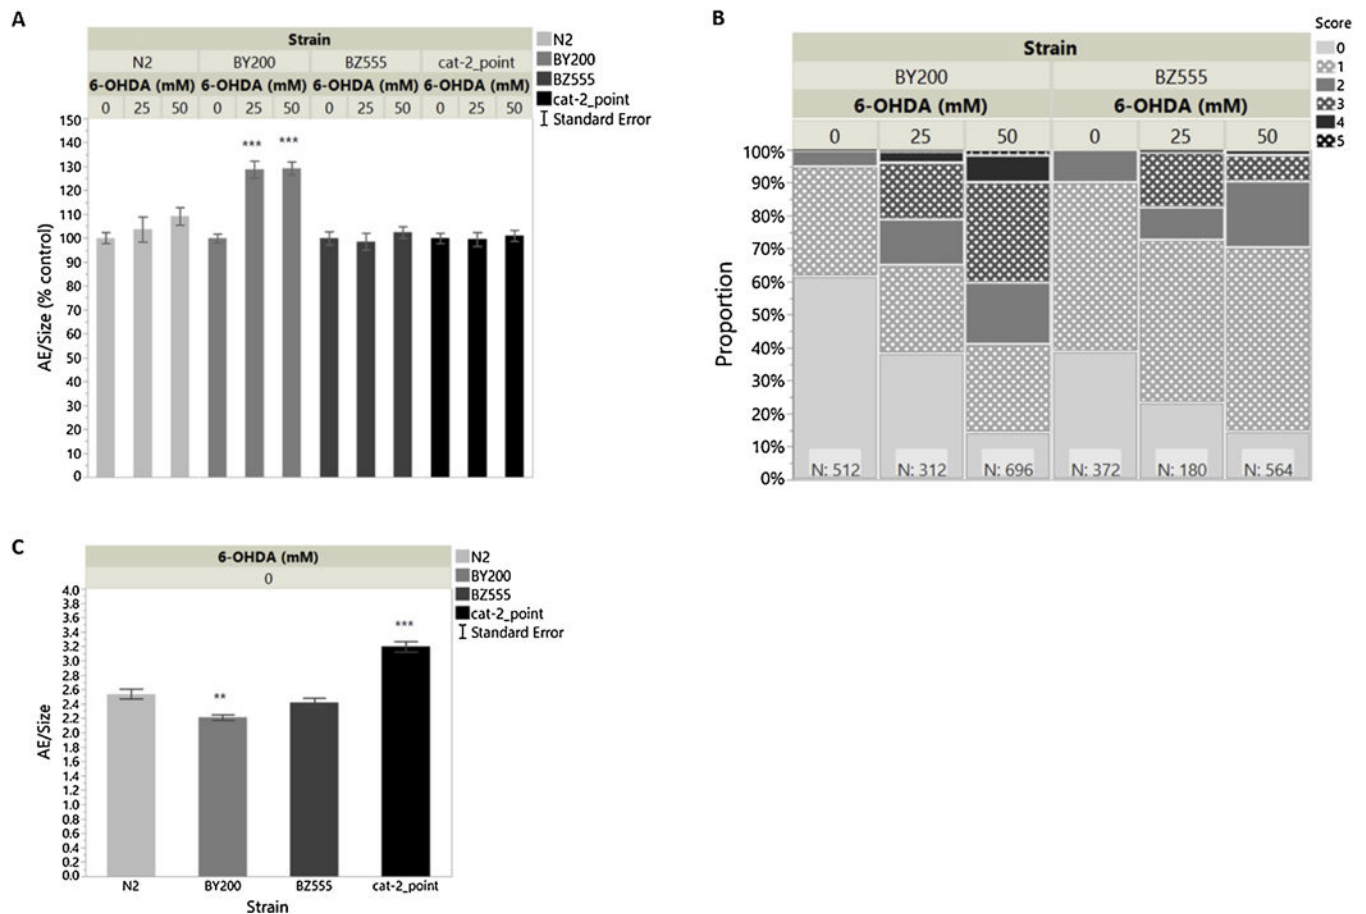 A
Strain
N2 BY200 BZ555 cat-2_point
6-OHDA (mM) 6-OHDA (mM) 6-OHDA (mM) 6-OHDA (mM)
0 25 50 0 25 50 0 25 50 0 25 50
N2
BY200
BZ555
cat-2_point
Standard Error
150
140
130
120
110
100
90
80
70
60
50
40
30
20
10
0
AE/Size (% control)
*** ***
B
Strain
BY200 BZ555
6-OHDA (mM) 6-OHDA (mM)
0 25 50 0 25 50
Score
0
1
2
3
4
5
100%
90%
80%
70%
60%
50%
40%
30%
20%
10%
0%
Proportion
N: 512 N: 312 N: 696 N: 372 N: 180 N: 564
C
6-OHDA (mM)
0
N2
BY200
BZ555
cat-2_point
Standard Error
4.0
3.8
3.6
3.4
3.2
3.0
2.8
2.6
2.4
2.2
2.0
1.8
1.6
1.4
1.2
1.0
0.8
0.6
0.4
0.2
0.0
AE/Size
**
***
N2 BY200 BZ555 cat-2_point
Strain